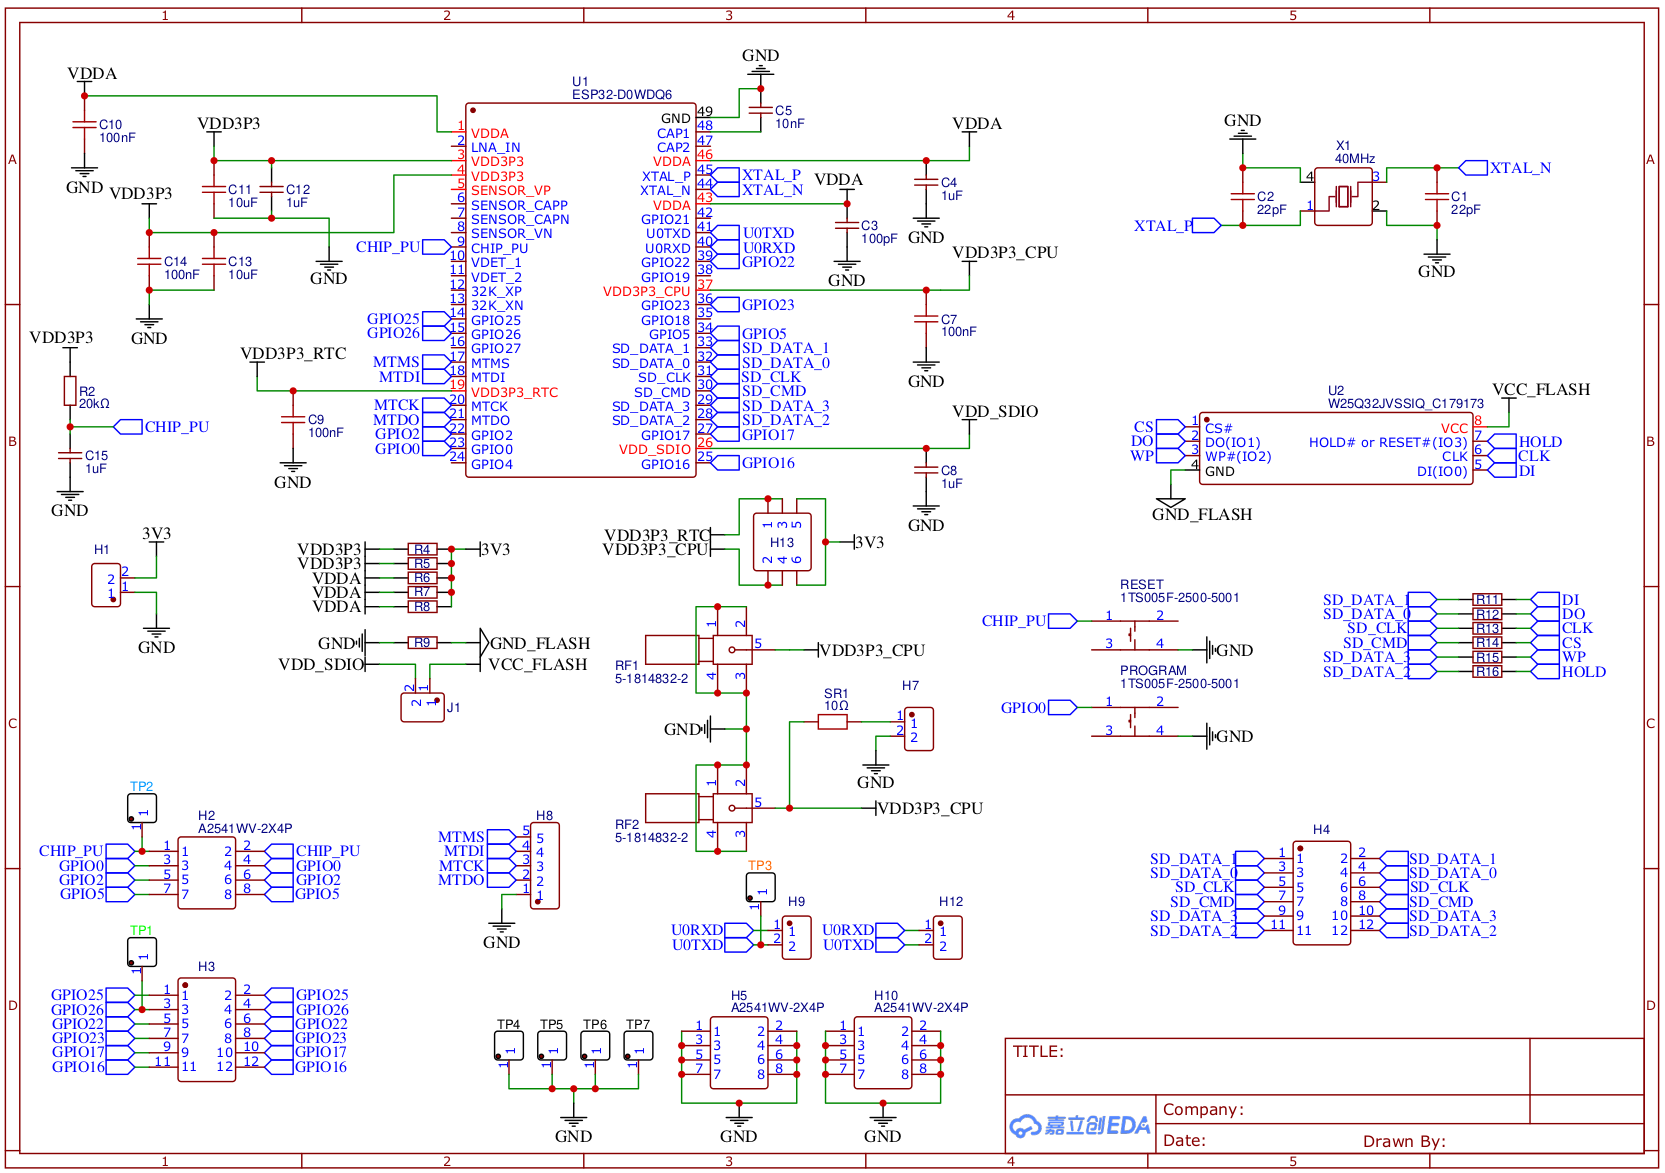 1 2 3 4 5
A
B
C
D
A
B
C
D
1 2 3 4 5
VDDA
C10
100nF
GND
VDD3P3
C11
10uF
C12
1uF
GND
VDD3P3
C14
100nF
C13
10uF
GND
VDD3P3
R2
20kΩ
CHIP_PU
C15
1uF
GND
VDD3P3_RTC
C9
100nF
GND
U1
ESP32-D0WDQ6
1 VDDA
2 LNA_IN
3 VDD3P3
4 VDD3P3
5 SENSOR_VP
6 SENSOR_CAPP
7 SENSOR_CAPN
8 SENSOR_VN
CHIP_PU 9 CHIP_PU
10 VDET_1
11 VDET_2
12 32K_XP
13 32K_XN
GPIO25 14 GPIO25
GPIO26 15 GPIO26
16 GPIO27
MTMS 17 MTMS
MTDI 18 MTDI
19 VDD3P3_RTC
MTCK 20 MTCK
MTDO 21 MTDO
GPIO2 22 GPIO2
GPIO0 23 GPIO0
24 GPIO4
GND 49
CAP1 48
CAP2 47
VDDA 46
XTAL_P 45 XTAL_P
XTAL_N 44 XTAL_N
VDDA 43
GPIO21 42
U0TXD 41 U0TXD
U0RXD 40 U0RXD
GPIO22 39 GPIO22
GPIO19 38
VDD3P3_CPU 37
GPIO23 36 GPIO23
GPIO18 35
GPIO5 34 GPIO5
SD_DATA_1 33 SD_DATA_1
SD_DATA_0 32 SD_DATA_0
SD_CLK 31 SD_CLK
SD_CMD 30 SD_CMD
SD_DATA_3 29 SD_DATA_3
SD_DATA_2 28 SD_DATA_2
GPIO17 27 GPIO17
VDD_SDIO 26
GPIO16 25 GPIO16
GND
C5
10nF
VDDA
C4
1uF
GND
VDDA
C3
100pF
GND
VDD3P3_CPU
C7
100nF
GND
VDD_SDIO
C8
1uF
GND
GND
X1
40MHz
4 3
1 2
C2
22pF
XTAL_P
XTAL_N
C1
22pF
GND
U2
W25Q32JVSSIQ_C179173
VCC_FLASH
CS 1 CS# VCC 8
DO 2 DO(IO1) HOLD# or RESET#(IO3) 7 HOLD
WP 3 WP#(IO2) CLK 6 CLK
4 GND DI(IO0) 5 DI
GND_FLASH
3V3
H1
2 2
1 1
GND
VDD3P3 R4 3V3
VDD3P3 R5
VDDA R6
VDDA R7
VDDA R8
GND R9 GND_FLASH
VDD_SDIO VCC_FLASH
2 1
2 1
J1
VDD3P3_RTC
VDD3P3_CPU
1 3 5
H13
2 4 6
3V3
1 2
5 VDD3P3_CPU
RF1
5-1814832-2
4 3
GND
SR1
10Ω
H7
1 1
2 2
GND
1 2
5 VDD3P3_CPU
RF2
5-1814832-2
4 3
RESET
1TS005F-2500-5001
CHIP_PU 1 2
3 4 GND
PROGRAM
1TS005F-2500-5001
GPIO0 1 2
3 4 GND
SD_DATA_1 R11 DI
SD_DATA_0 R12 DO
SD_CLK R13 CLK
SD_CMD R14 CS
SD_DATA_3 R15 WP
SD_DATA_2 R16 HOLD
TP2
1
1
H2
A2541WV-2X4P
CHIP_PU 1 1 2 2 CHIP_PU
GPIO0 3 3 4 4 GPIO0
GPIO2 5 5 6 6 GPIO2
GPIO5 7 7 8 8 GPIO5
TP1
1
1
H3
GPIO25 1 1 2 2 GPIO25
GPIO26 3 3 4 4 GPIO26
GPIO22 5 5 6 6 GPIO22
GPIO23 7 7 8 8 GPIO23
GPIO17 9 9 10 10 GPIO17
GPIO16 11 11 12 12 GPIO16
H8
MTMS 5 5
MTDI 4 4
MTCK 3 3
MTDO 2 2
1 1
GND
TP3
1
1
H9
U0RXD 1 1
U0TXD 2 2
H12
U0RXD 1 1
U0TXD 2 2
H4
SD_DATA_1 1 1 2 2 SD_DATA_1
SD_DATA_0 3 3 4 4 SD_DATA_0
SD_CLK 5 5 6 6 SD_CLK
SD_CMD 7 7 8 8 SD_CMD
SD_DATA_3 9 9 10 10 SD_DATA_3
SD_DATA_2 11 11 12 12 SD_DATA_2
TP4 TP5 TP6 TP7
1 1 1 1
1 1 1 1
GND
H5
A2541WV-2X4P
1 1 2 2
3 3 4 4
5 5 6 6
7 7 8 8
GND
H10
A2541WV-2X4P
1 1 2 2
3 3 4 4
5 5 6 6
7 7 8 8
GND
TITLE:
嘉立创EDA
Company:
Date: Drawn By: